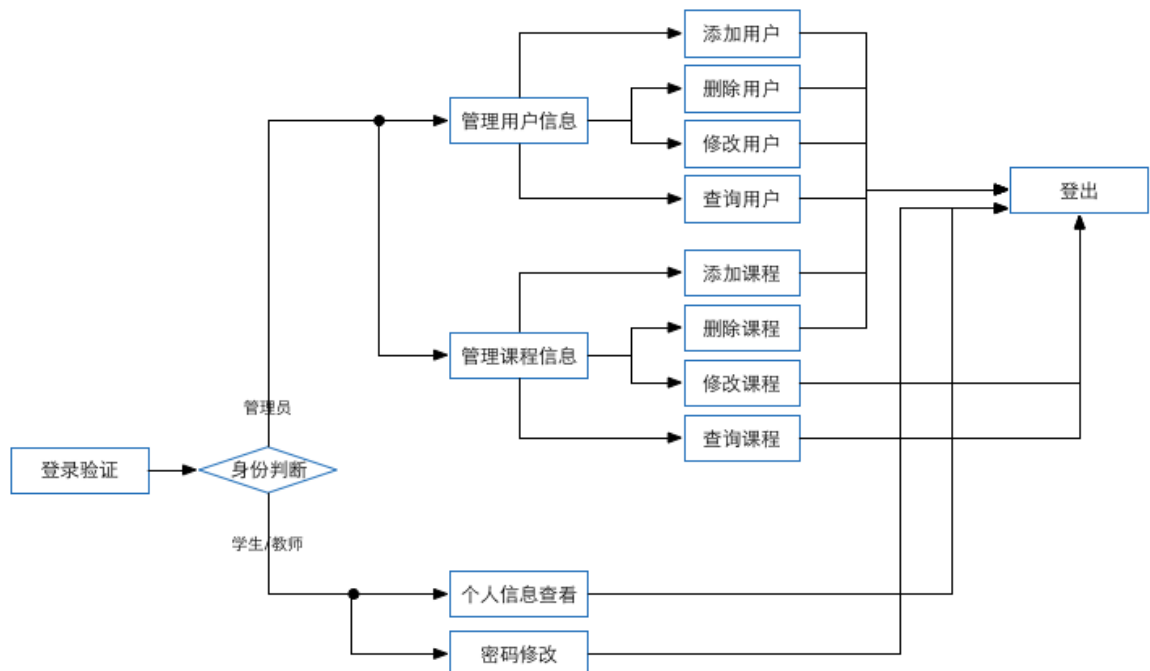 添加用户
删除用户
管理用户信息
修改用户
登出
查询用户
添加课程
删除课程
管理课程信息
修改课程
管理员
查询课程
登录验证
身份判断
学生/教师
个人信息查看
密码修改